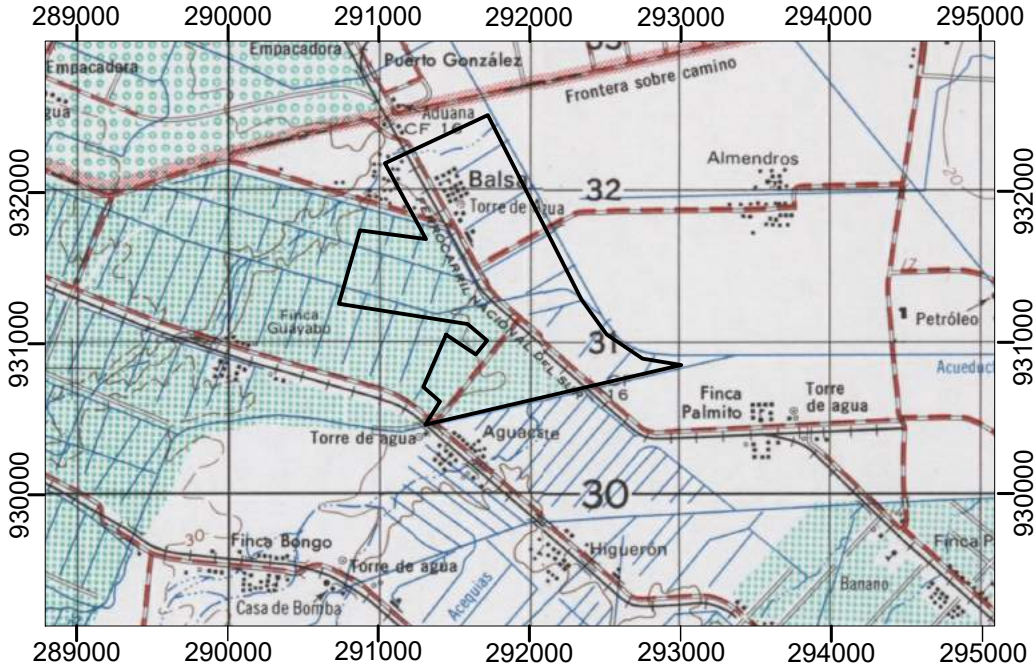 289000 290000 291000 292000 293000 294000 295000
Empacadora
Empacadora
Puerto González
Frontera sobre camino
Aduana
CF 16
Almendros
20
932000
Balsa
32
932000
Torre de Agua
FERROCARRIL NACIONAL DEL SUR
17
Finca
Guayabo
Petróleo
931000
31
931000
16
Finca
Palmito
Torre
de agua
Torre de agua
Aguacate
930000
30
930000
30
Finca Bongo
Higuerón
Finca P
Torre de agua
Banano
Casa de Bomba
Acequias
289000 290000 291000 292000 293000 294000 295000